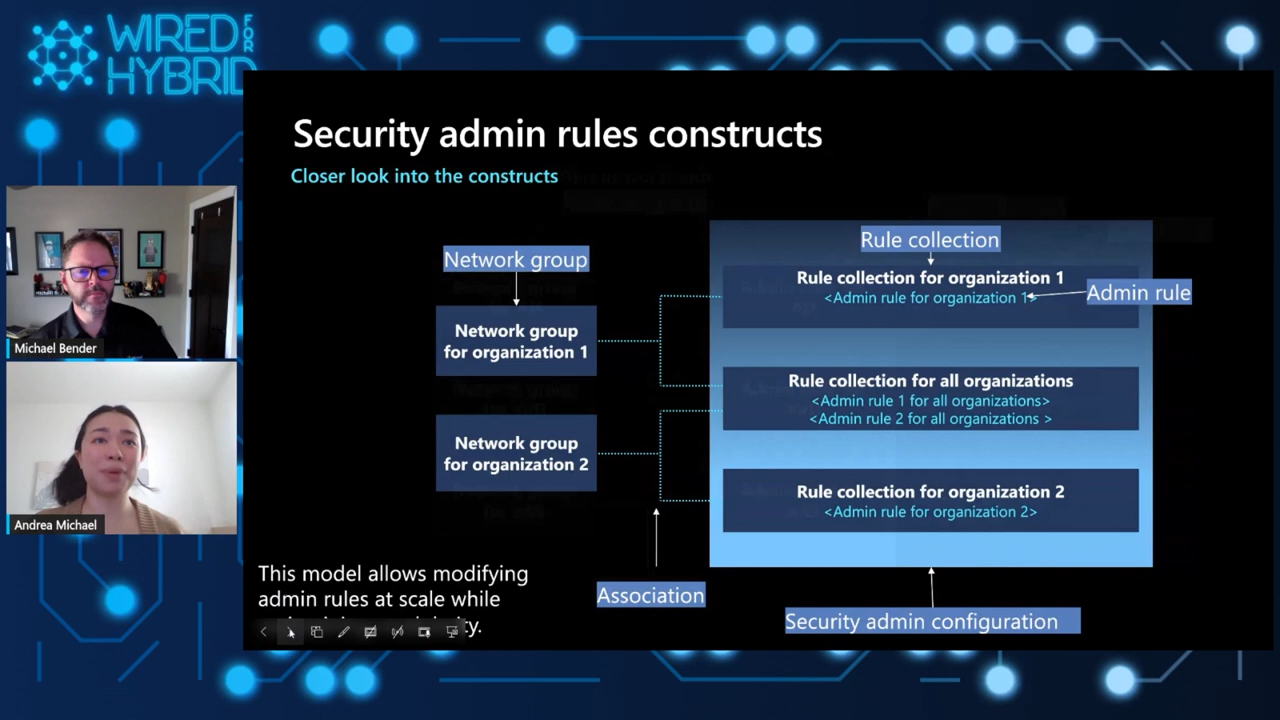 WIRED FOR
HYBRID
Security admin rules constructs
Closer look into the constructs
Michael Bender
Andrea Michael
Network group
Network group
for organization 1
Network group
for organization 2
Rule collection
Rule collection for organization 1
<Admin rule for organization 1>
Admin rule
Rule collection for all organizations
<Admin rule 1 for all organizations>
<Admin rule 2 for all organizations >
Rule collection for organization 2
<Admin rule for organization 2>
Association
Security admin configuration
This model allows modifying
admin rules at scale while